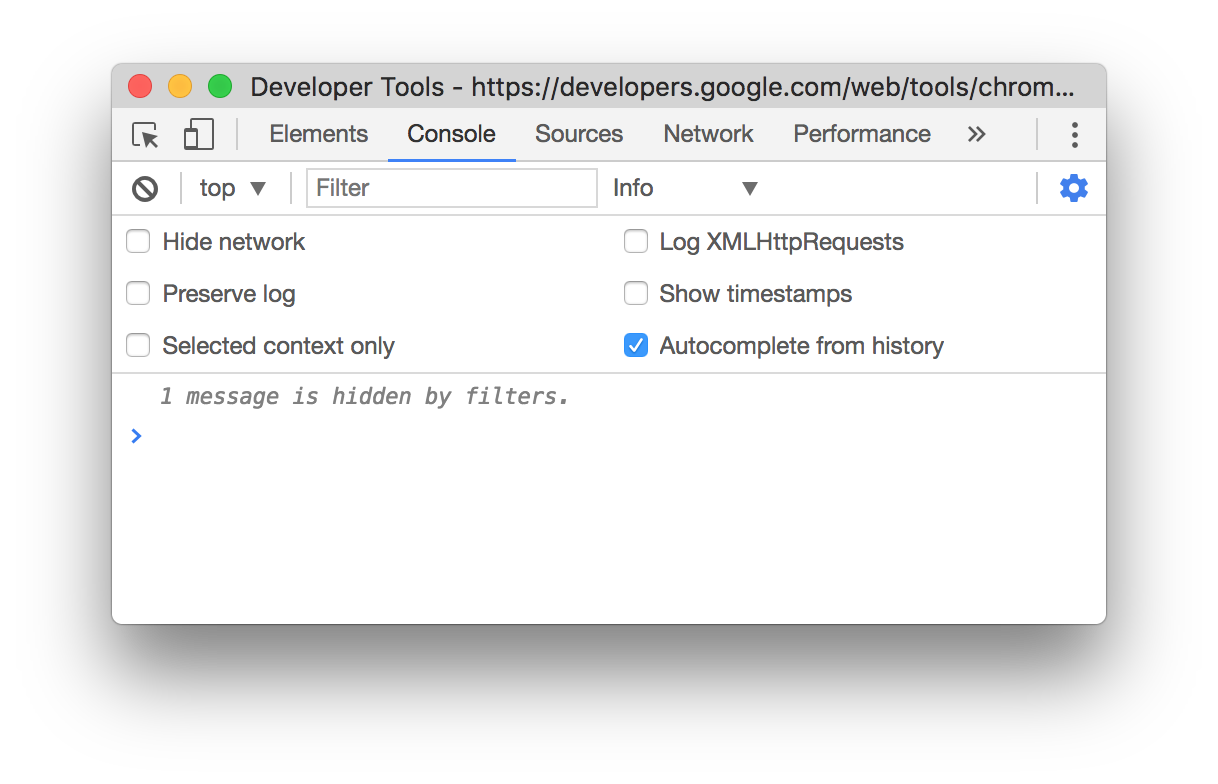 Developer Tools - https://developers.google.com/web/tools/chrom...
Elements Console Sources Network Performance »
top ▼ Filter Info ▼
Hide network Log XMLHttpRequests
Preserve log Show timestamps
Selected context only Autocomplete from history
1 message is hidden by filters.
>